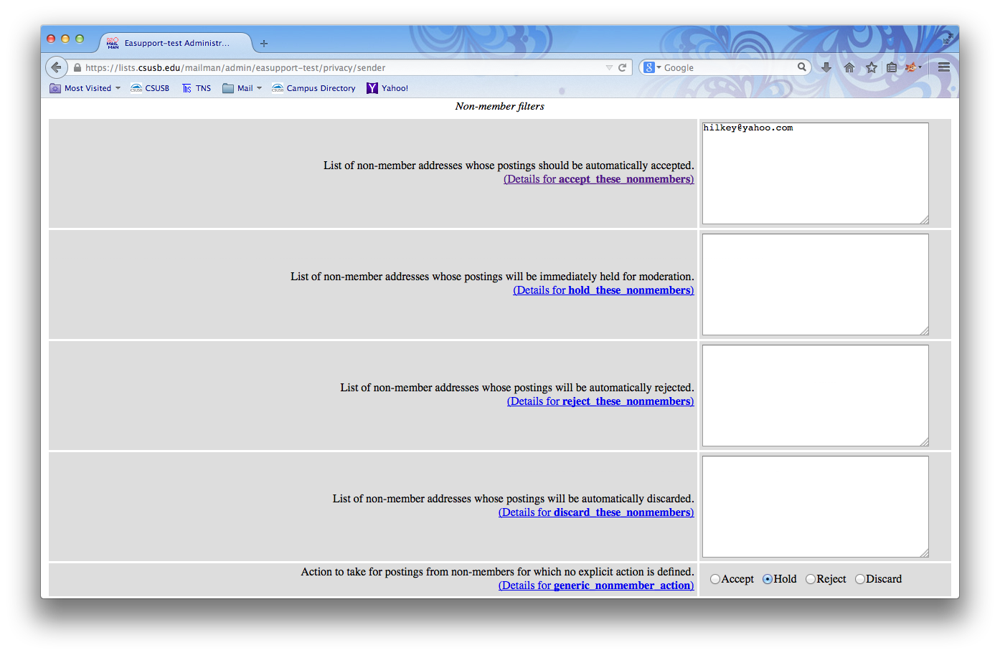 Easupport-test Administr...
https://lists.csusb.edu/mailman/admin/easupport-test/privacy/sender
Google
Most Visited
CSUSB
TNS
Mail
Campus Directory
Yahoo!
Non-member filters
List of non-member addresses whose postings should be automatically accepted.
(Details for accept_these_nonmembers)
hilkey@yahoo.com
List of non-member addresses whose postings will be immediately held for moderation.
(Details for hold_these_nonmembers)
List of non-member addresses whose postings will be automatically rejected.
(Details for reject_these_nonmembers)
List of non-member addresses whose postings will be automatically discarded.
(Details for discard_these_nonmembers)
Action to take for postings from non-members for which no explicit action is defined.
(Details for generic_nonmember_action)
Accept Hold Reject Discard